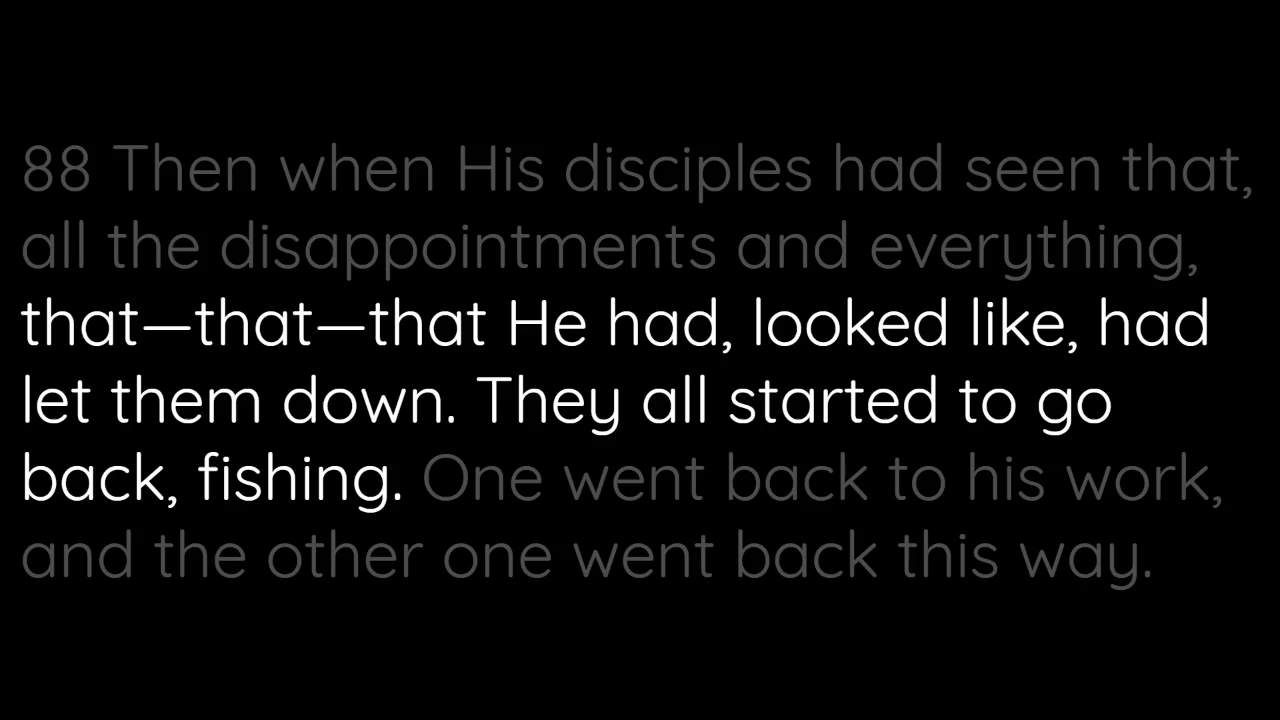 88 Then when His disciples had seen that,
all the disappointments and everything,
that—that—that He had, looked like, had
let them down. They all started to go
back, fishing. One went back to his work,
and the other one went back this way.